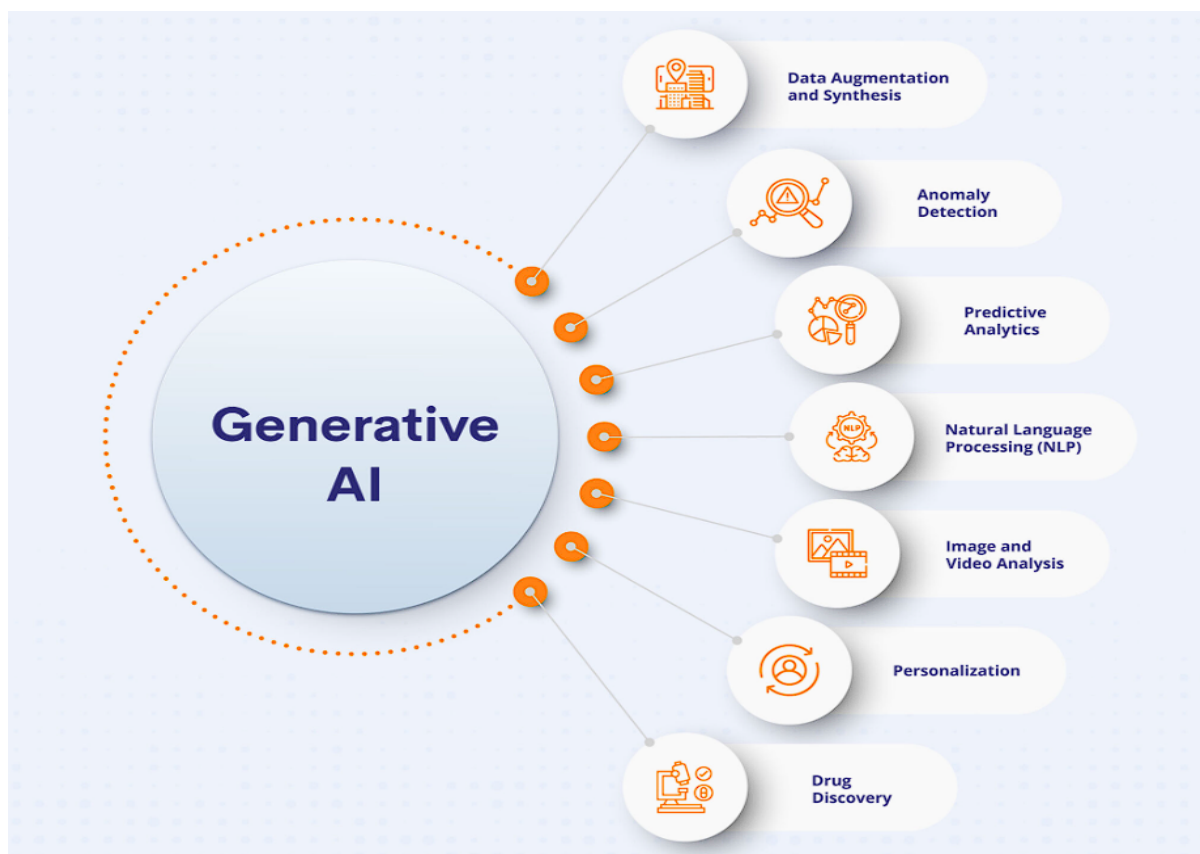 Generative
AI
Data Augmentation
and Synthesis
Anomaly
Detection
Predictive
Analytics
NLP
Natural Language
Processing (NLP)
Image and
Video Analysis
Personalization
Drug
Discovery